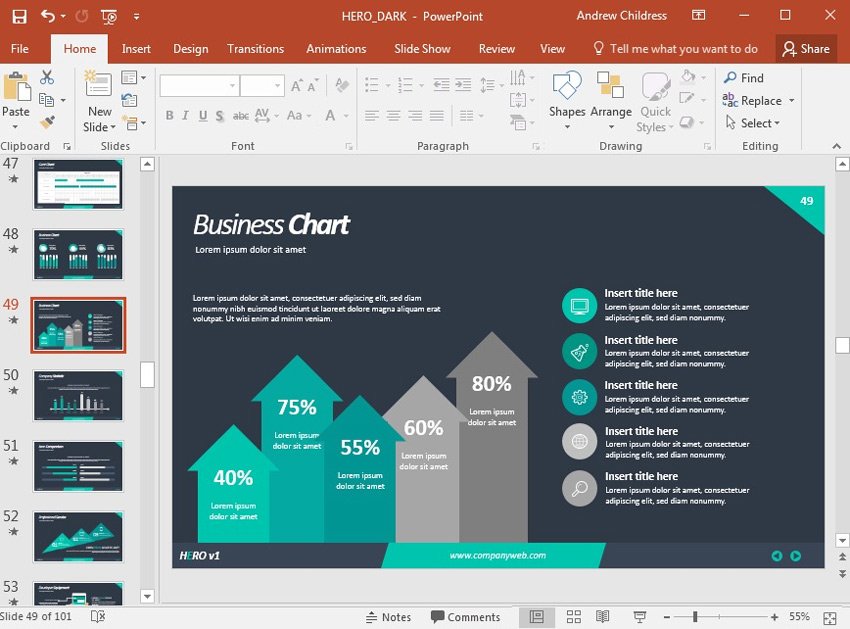 HERO_DARK - PowerPoint
Andrew Childress
File
Home
Insert
Design
Transitions
Animations
Slide Show
Review
View
Tell me what you want to do
Share
Paste
New
Slide
Shapes
Arrange
Quick
Styles
Find
Replace
Select
B I U S abc AV Aa A
Clipboard
Slides
Font
Paragraph
Drawing
Editing
47
48
49
50
51
52
53
49
Business Chart
Lorem ipsum dolor sit amet
Lorem ipsum dolor sit amet, consectetuer adipiscing elit, sed diam
nonummy nibh euismod tincidunt ut laoreet dolore magna aliquam erat
volutpat. Ut wisi enim ad minim veniam.
40%
Lorem ipsum
dolor sit amet
75%
Lorem ipsum
dolor sit amet
55%
Lorem ipsum
dolor sit amet
60%
Lorem ipsum
dolor sit amet
80%
Lorem ipsum
dolor sit amet
Insert title here
Lorem ipsum dolor sit amet, consectetuer
adipiscing elit, sed diam nonummy.
Insert title here
Lorem ipsum dolor sit amet, consectetuer
adipiscing elit, sed diam nonummy.
Insert title here
Lorem ipsum dolor sit amet, consectetuer
adipiscing elit, sed diam nonummy.
Insert title here
Lorem ipsum dolor sit amet, consectetuer
adipiscing elit, sed diam nonummy.
Insert title here
Lorem ipsum dolor sit amet, consectetuer
adipiscing elit, sed diam nonummy.
HERO v1
www.companyweb.com
Slide 49 of 101
Notes
Comments
55%